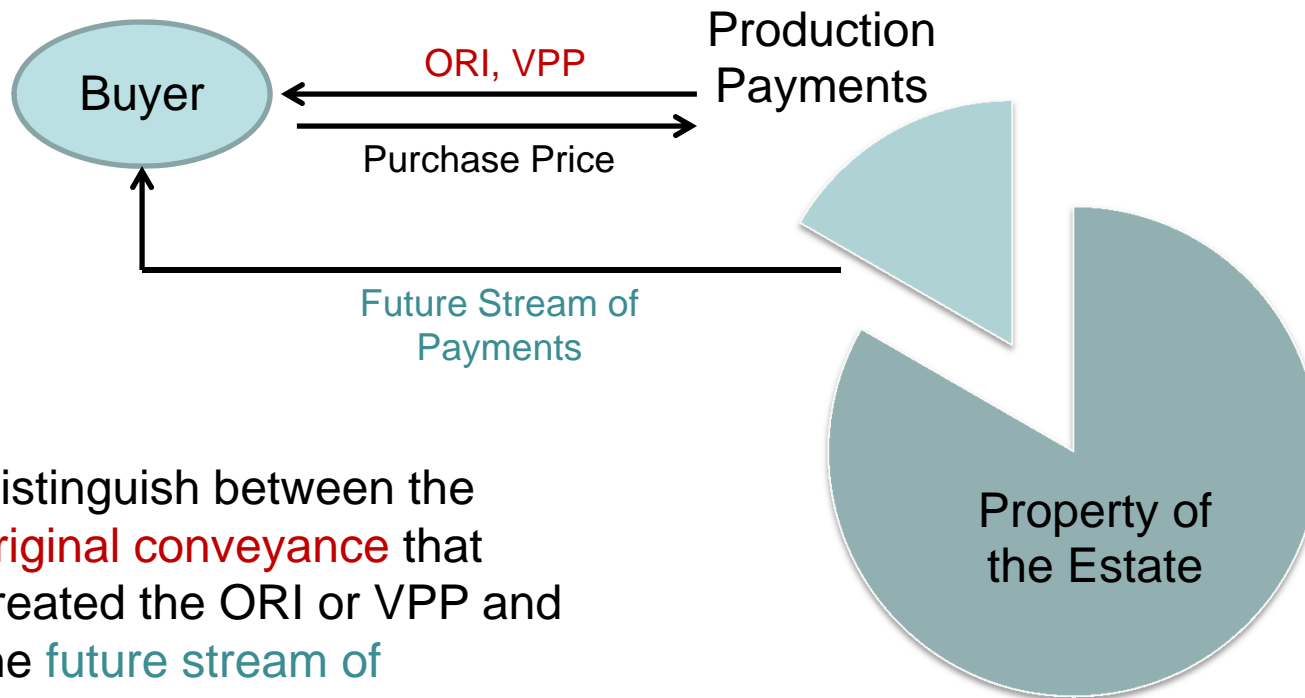 Production
Payments
ORI, VPP
Buyer
Purchase Price
Future Stream of
Payments
istinguish between the
riginal conveyance that
reated the ORI or VPP and
he future stream of
Property of
the Estate